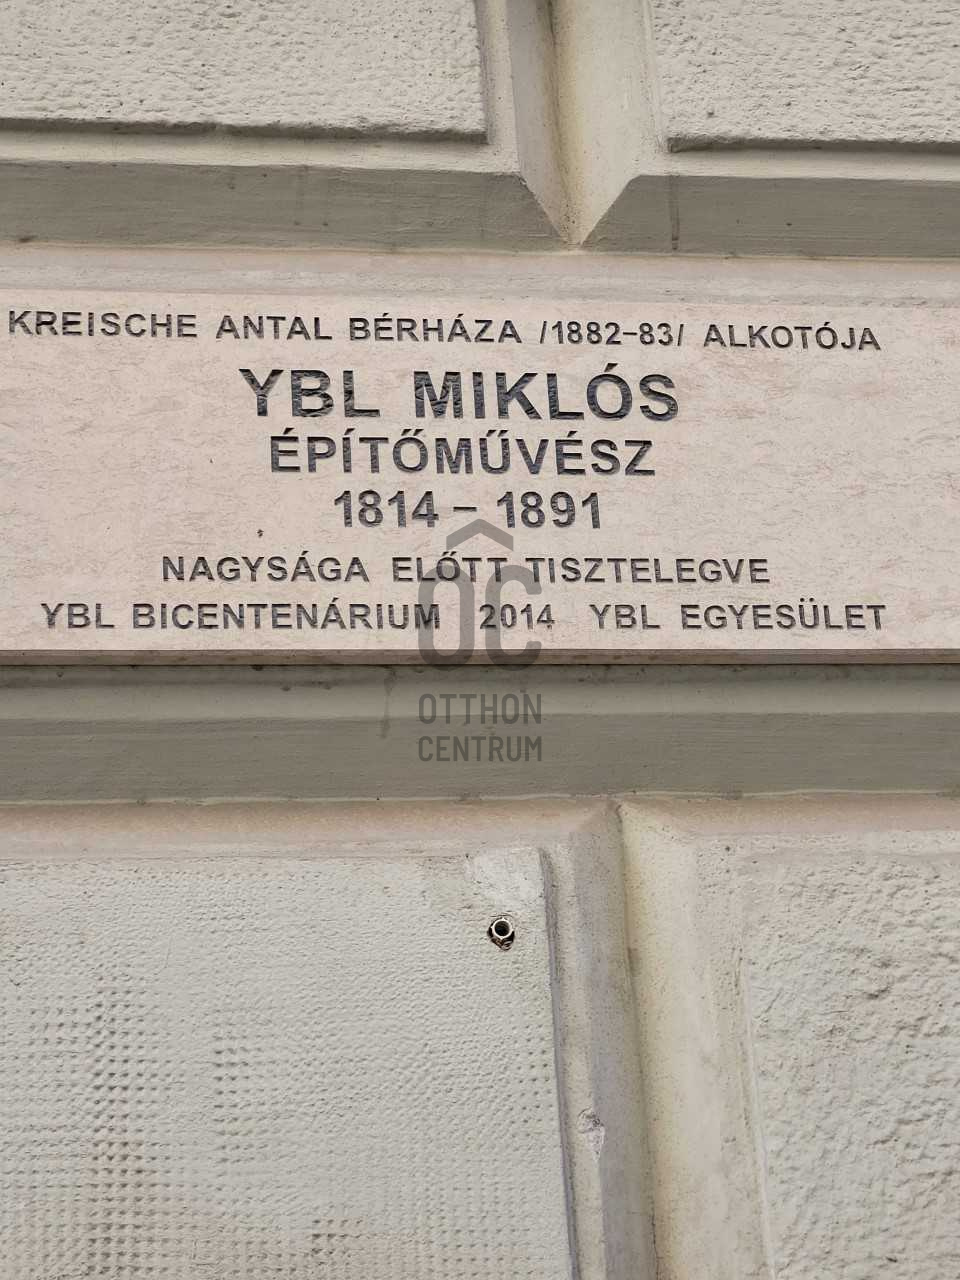 KREISCHE ANTAL BÉRHÁZA /1882-83/ ALKOTÓJA
YBL MIKLÓS
ÉPÍTŐMŰVÉSZ
1814 - 1891
NAGYSÁGA ELŐTT TISZTELEGVE
YBL BICENTENÁRIUM 2014 YBL EGYESÜLET
OC
OTTHON
CENTRUM